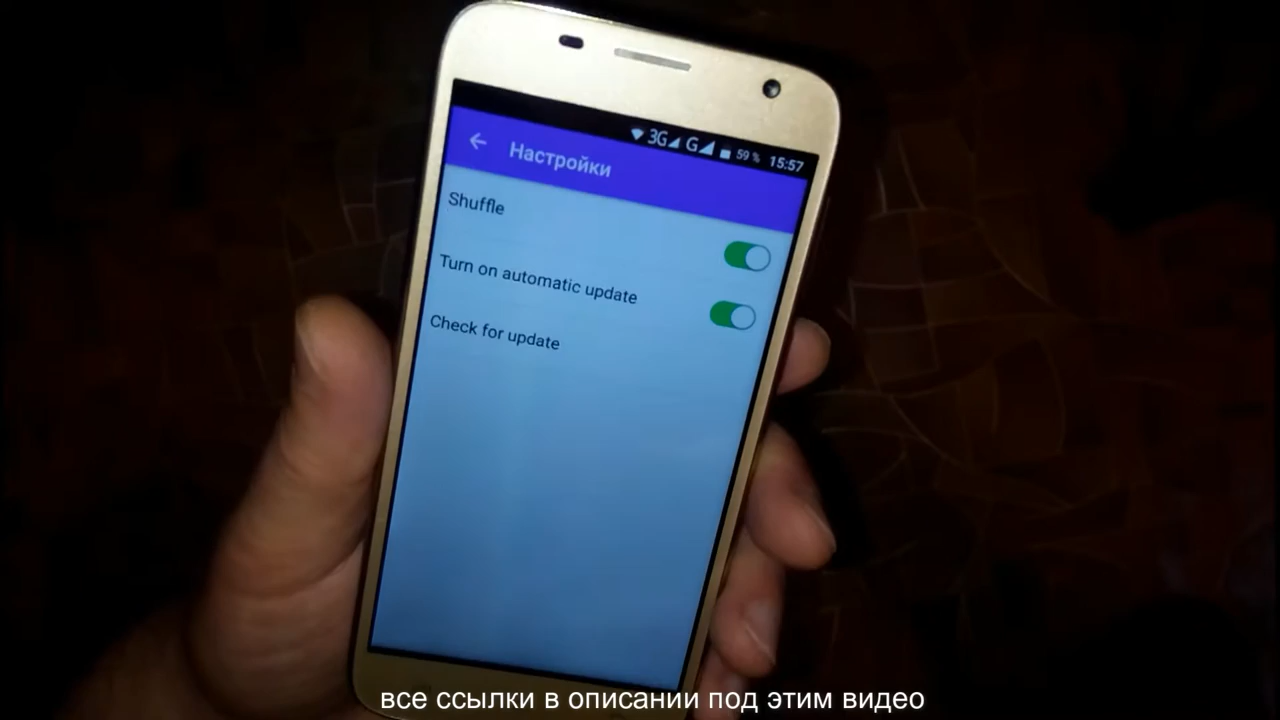 3G G 59 % 15:57
Настройки
Shuffle
Turn on automatic update
Check for update
все ссылки в описании под этим видео